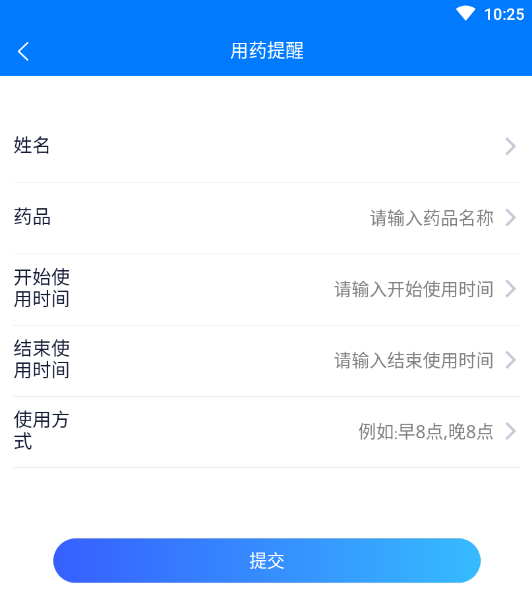 10:25
用药提醒
姓名
药品 请输入药品名称
开始使
用时间
请输入开始使用时间
结束使
用时间
请输入结束使用时间
使用方
式
例如:早8点,晚8点
提交